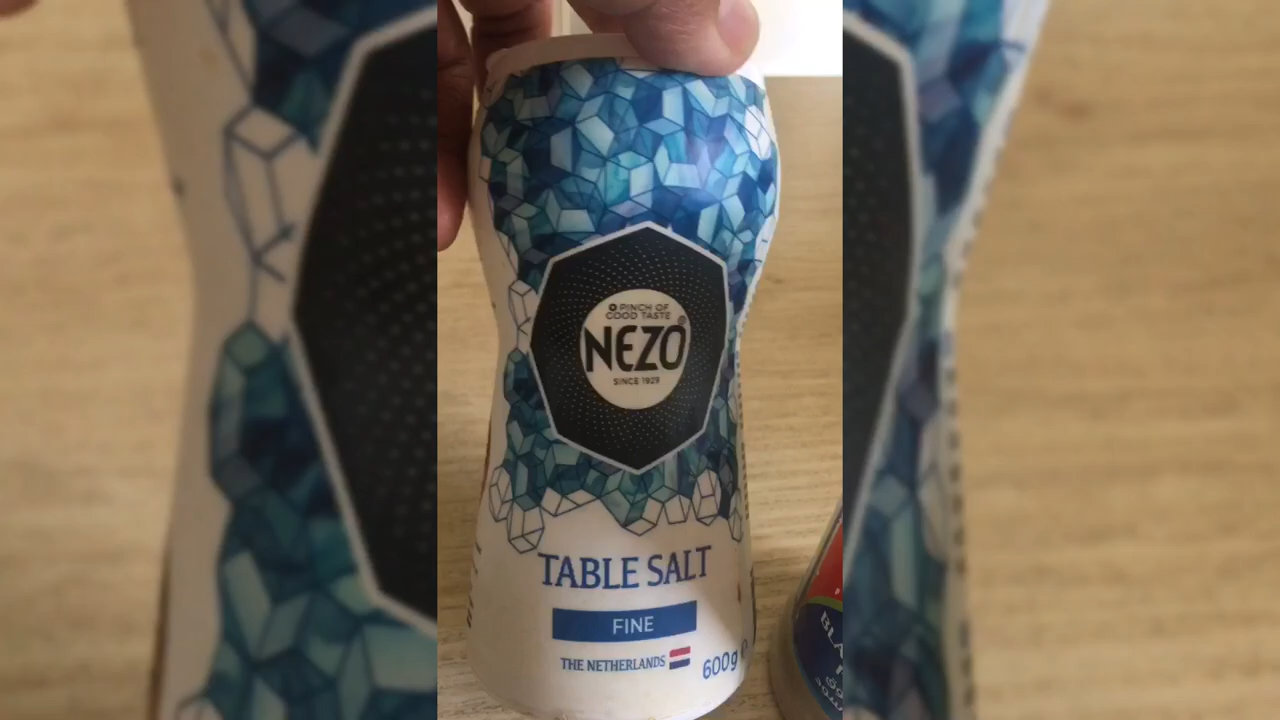 PINCH OF
GOOD TASTE
NEZO®
SINCE 1929
TABLE SALT
FINE
THE NETHERLANDS
600g